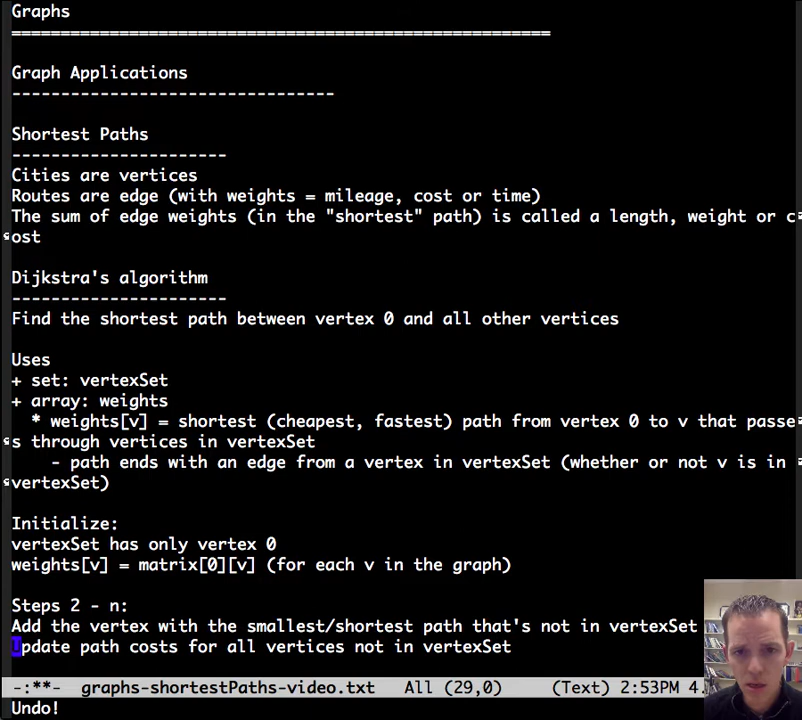 Graphs
========================================================
Graph Applications
---------------------------------
Shortest Paths
----------------------
Cities are vertices
Routes are edge (with weights = mileage, cost or time)
The sum of edge weights (in the "shortest" path) is called a length, weight or c
ost
Dijkstra's algorithm
----------------------
Find the shortest path between vertex 0 and all other vertices
Uses
+ set: vertexSet
+ array: weights
* weights[v] = shortest (cheapest, fastest) path from vertex 0 to v that passe
s through vertices in vertexSet
- path ends with an edge from a vertex in vertexSet (whether or not v is in
vertexSet)
Initialize:
vertexSet has only vertex 0
weights[v] = matrix[0][v] (for each v in the graph)
Steps 2 - n:
Add the vertex with the smallest/shortest path that's not in vertexSet
Update path costs for all vertices not in vertexSet
-:**- graphs-shortestPaths-video.txt All (29,0) (Text) 2:53PM 4.
Undo!